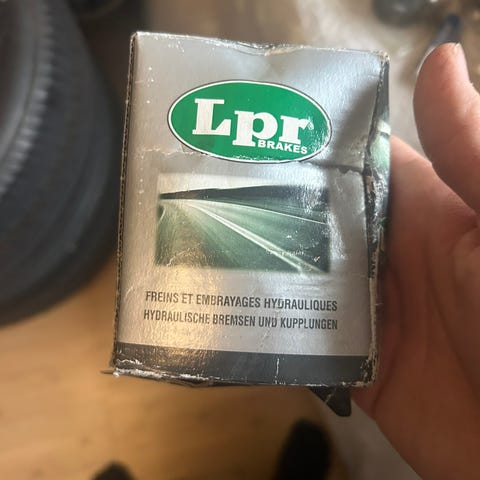 Lpr
BRAKES
FREINS ET EMBRAYAGES HYDRAULIQUES
HYDRAULISCHE BREMSEN UND KUPPLUNGEN